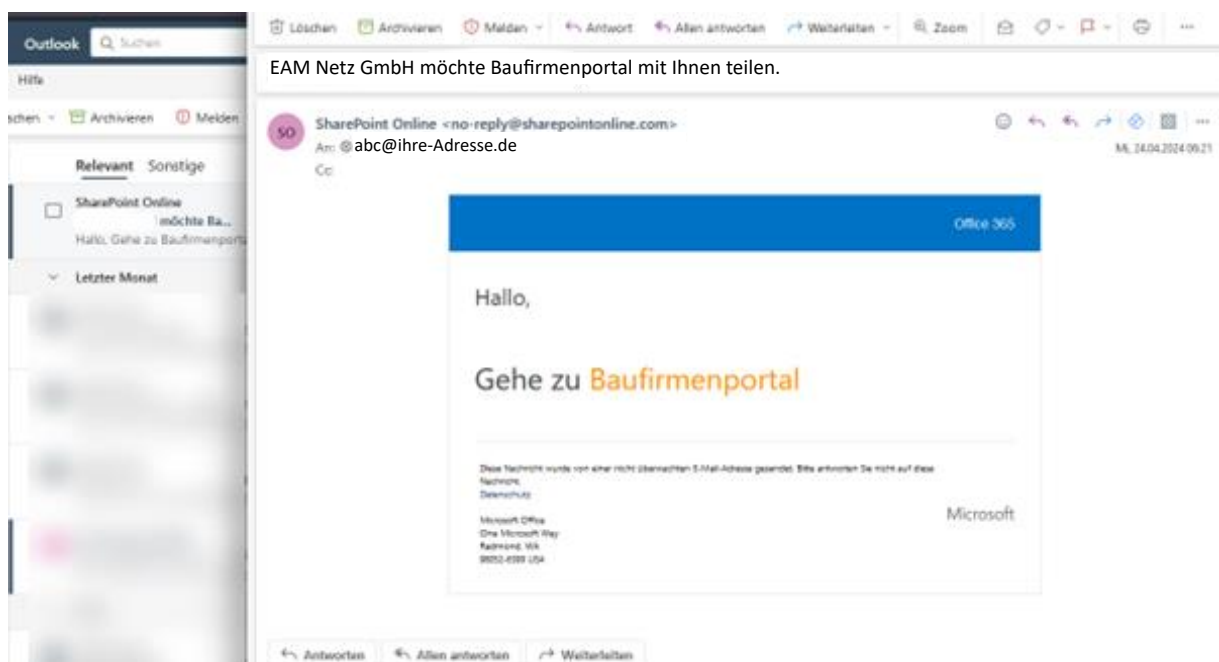 Löschen Archivieren Melden Antwort Allen antworten Weiterleiten Zoom
Outlook Suchen
EAM Netz GmbH möchte Baufirmenportal mit Ihnen teilen.
Hilfe
schen Archivieren Melden
SO SharePoint Online <no-reply@sharepointonline.com>
An: abc@ihre-Adresse.de
Mi, 24.04.2024 06:21
Cc:
Relevant Sonstige
SharePoint Online
möchte Ba...
Hallo, Gehe zu Baufirmenporta
Letzter Monat
Office 365
Hallo,
Gehe zu Baufirmenportal
Diese Nachricht wurde von einer nicht überwachten E-Mail-Adresse gesendet. Bitte antworten Sie nicht auf diese
Nachricht.
Datenschutz
Microsoft
Microsoft Office
One Microsoft Way
Redmond, WA
98052-6399 USA
Antworten Allen antworten Weiterleiten